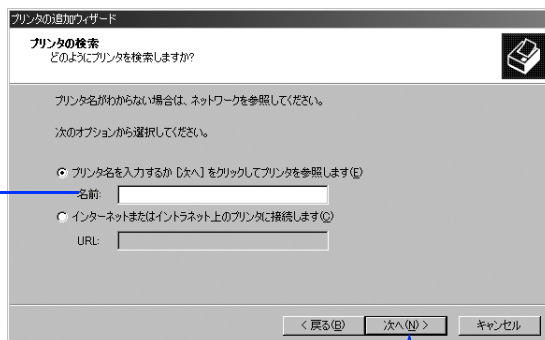 プリンタの追加ウィザード
プリンタの検索
どのようにプリンタを検索しますか?
プリンタ名がわからない場合は、ネットワークを参照してください。
次のオプションから選択してください。
プリンタ名を入力するか [次へ] をクリックしてプリンタを参照します(E)
名前:
インターネットまたはイントラネット上のプリンタに接続します(C)
URL:
< 戻る(B)
次へ(N) >
キャンセル